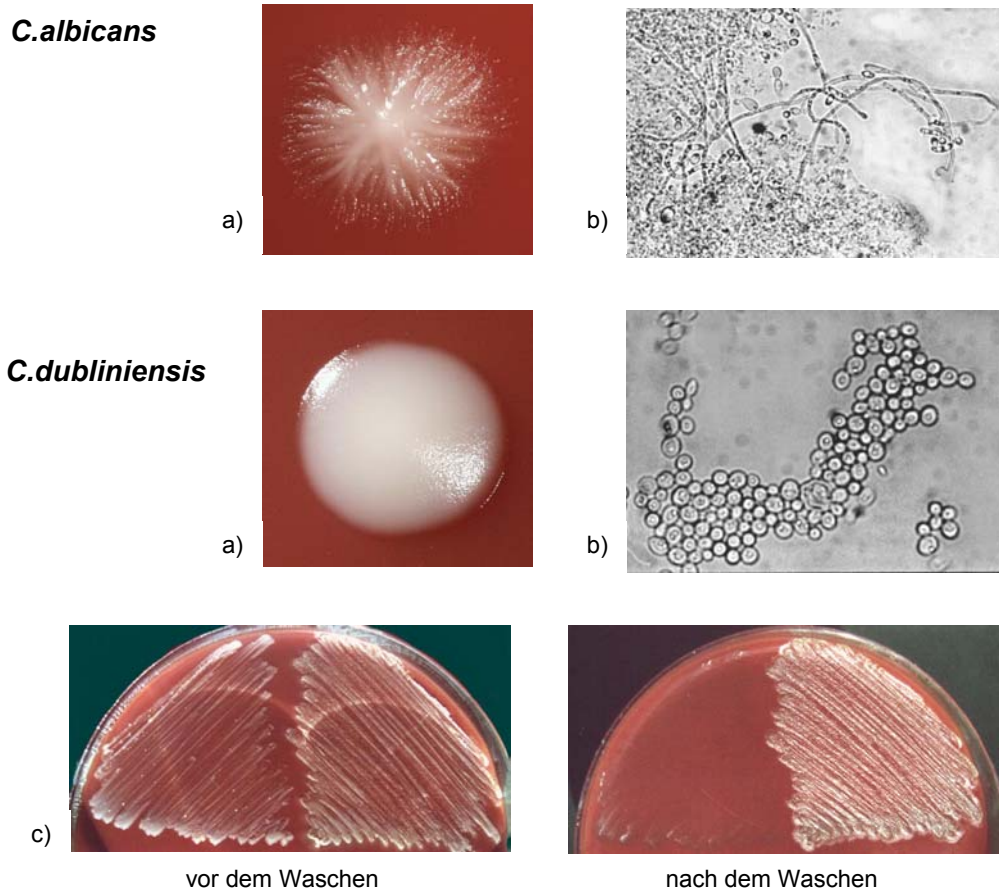 C.albicans
a)
b)
C.dubliniensis
a)
b)
c)
vor dem Waschen
nach dem Waschen